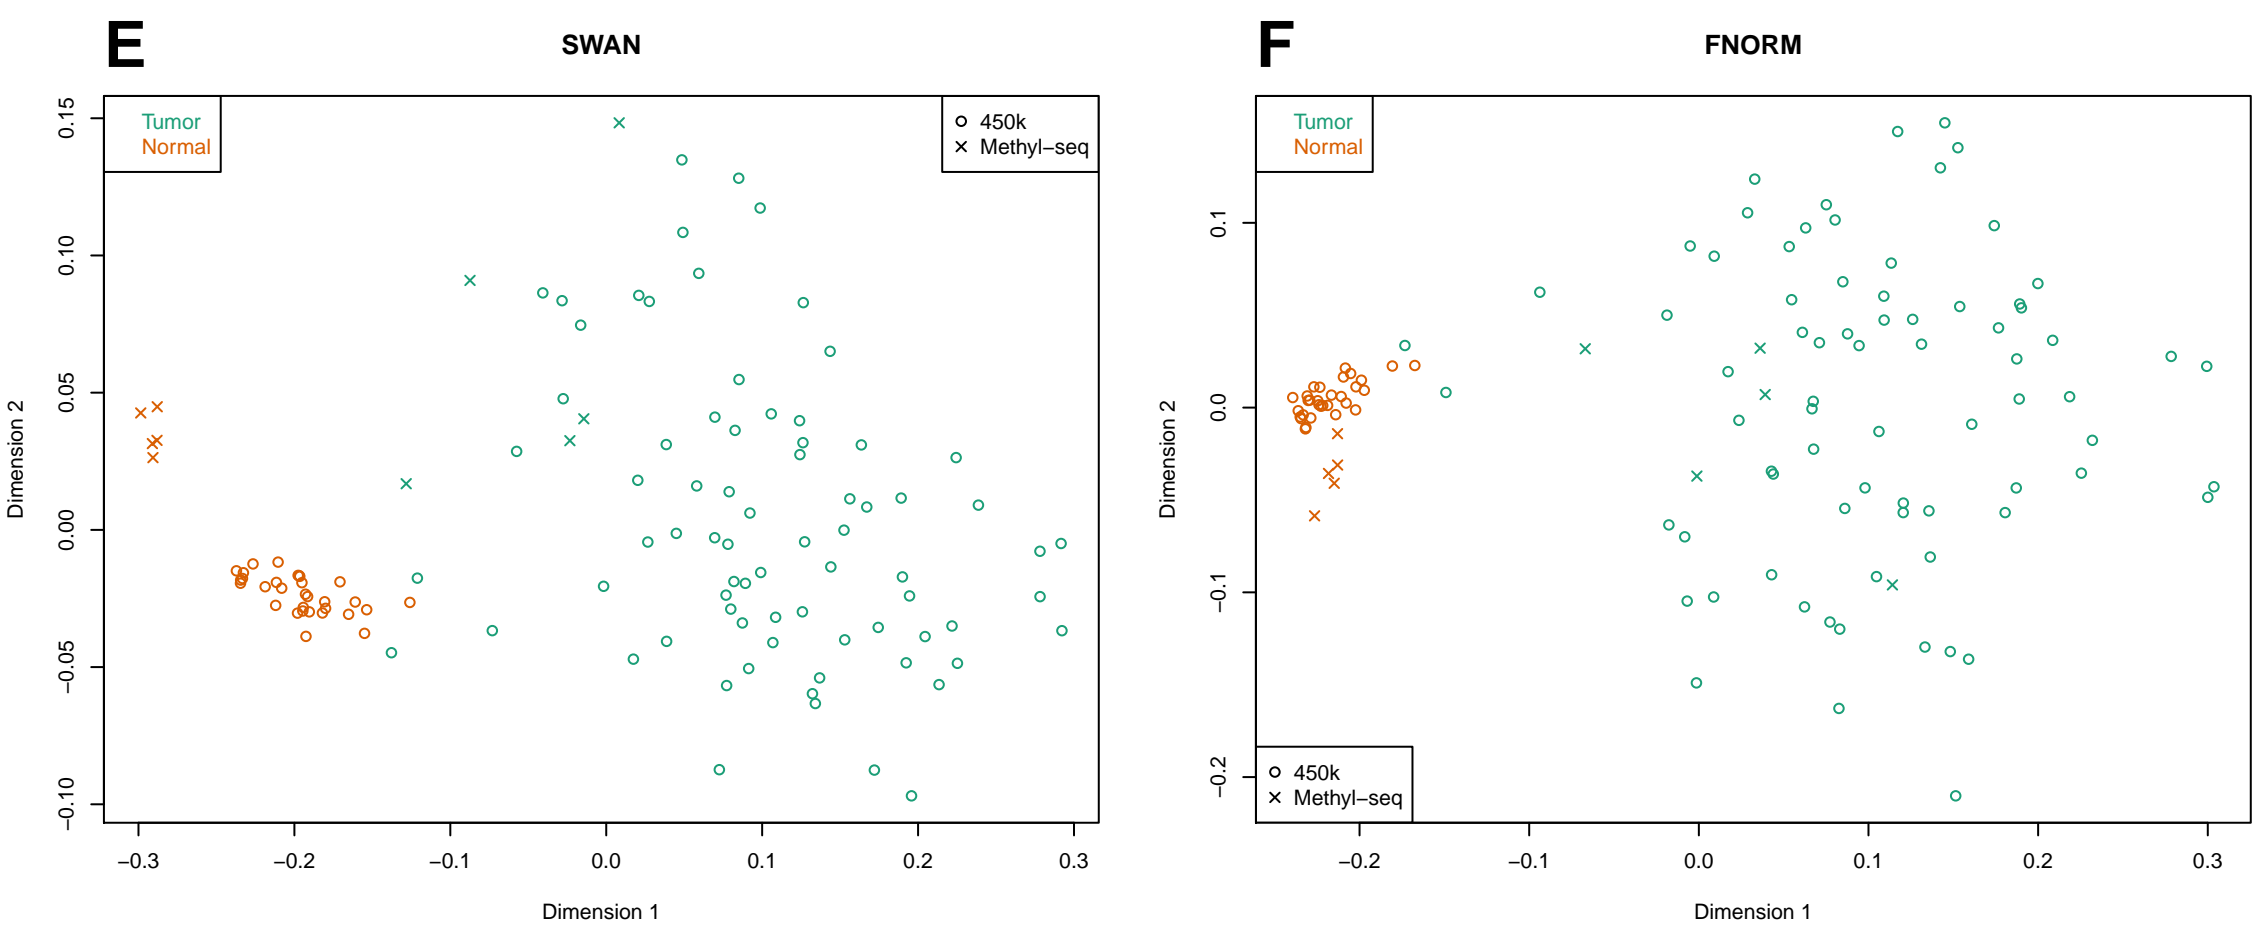 E
SWAN
Tumor
Normal
450k
Methyl−seq
0.15
0.10
0.05
0.00
−0.05
−0.10
Dimension 2
−0.3
−0.2
−0.1
0.0
0.1
0.2
0.3
Dimension 1
F
FNORM
Tumor
Normal
0.1
0.0
−0.1
−0.2
Dimension 2
450k
Methyl−seq
−0.2
−0.1
0.0
0.1
0.2
0.3
Dimension 1